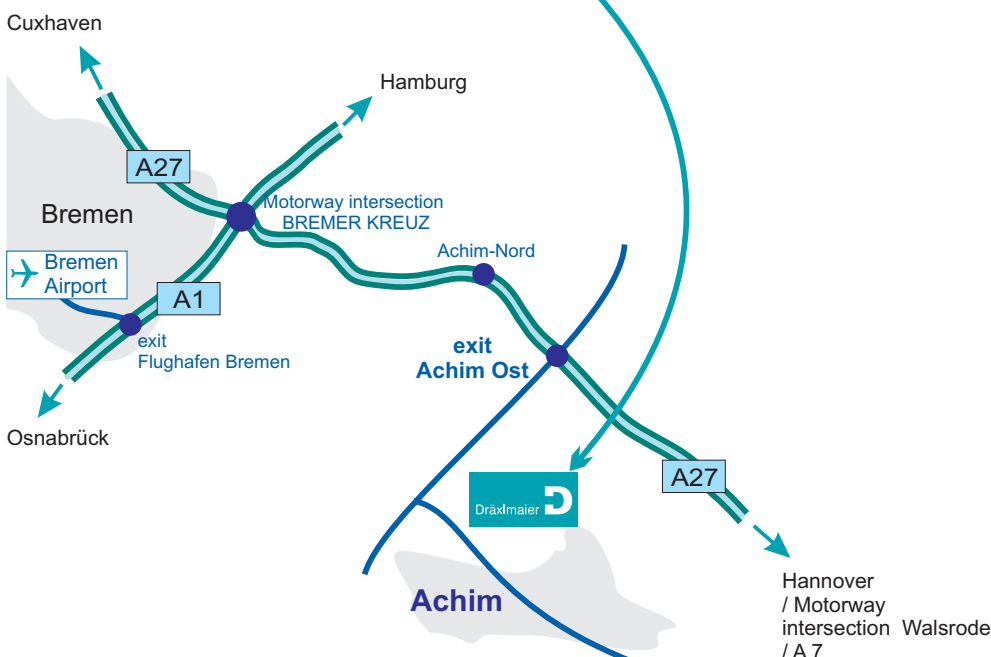 Cuxhaven
Hamburg
A27
Motorway intersection
BREMER KREUZ
Bremen
Achim-Nord
Bremen
Airport
A1
exit
Flughafen Bremen
exit
Achim Ost
Osnabrück
A27
Dräxlmaier
Achim
Hannover
/ Motorway
intersection Walsrode
/ A 7